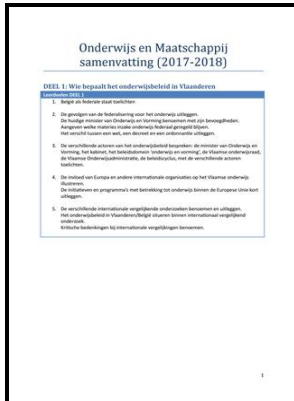 Onderwijs en Maatschappij
samenvatting (2017-2018)
DEEL 1: Wie bepaalt het onderwijsbeleid in Vlaanderen
Leerdoelen DEEL 1
1. België als federale staat toelichten
2. De gevolgen van de federalisering voor het onderwijs uitleggen.
De huidige minister van Onderwijs en Vorming benoemen met zijn bevoegdheden.
Aangeven welke materies inzake onderwijs federaal geregeld blijven.
Het verschil tussen een wet, een decreet en een ordonnantie uitleggen.
3. De verschillende actoren van het onderwijsbeleid bespreken: de minister van Onderwijs en
Vorming, het kabinet, het beleidsdomein 'onderwijs en vorming', de Vlaamse onderwijsraad,
de Vlaamse Onderwijsadministratie, de beleidscyclus, met de verschillende actoren
toelichten.
4. De invloed van Europa en andere internationale organisaties op het Vlaamse onderwijs
illustreren.
De initiatieven en programma's met betrekking tot onderwijs binnen de Europese Unie kort
uitleggen.
5. De verschillende internationale vergelijkende onderzoeken benoemen en uitleggen.
Het onderwijsbeleid in Vlaanderen/België situeren binnen internationaal vergelijkend
onderzoek.
Kritische bedenkingen bij internationale vergelijkingen benoemen.
1